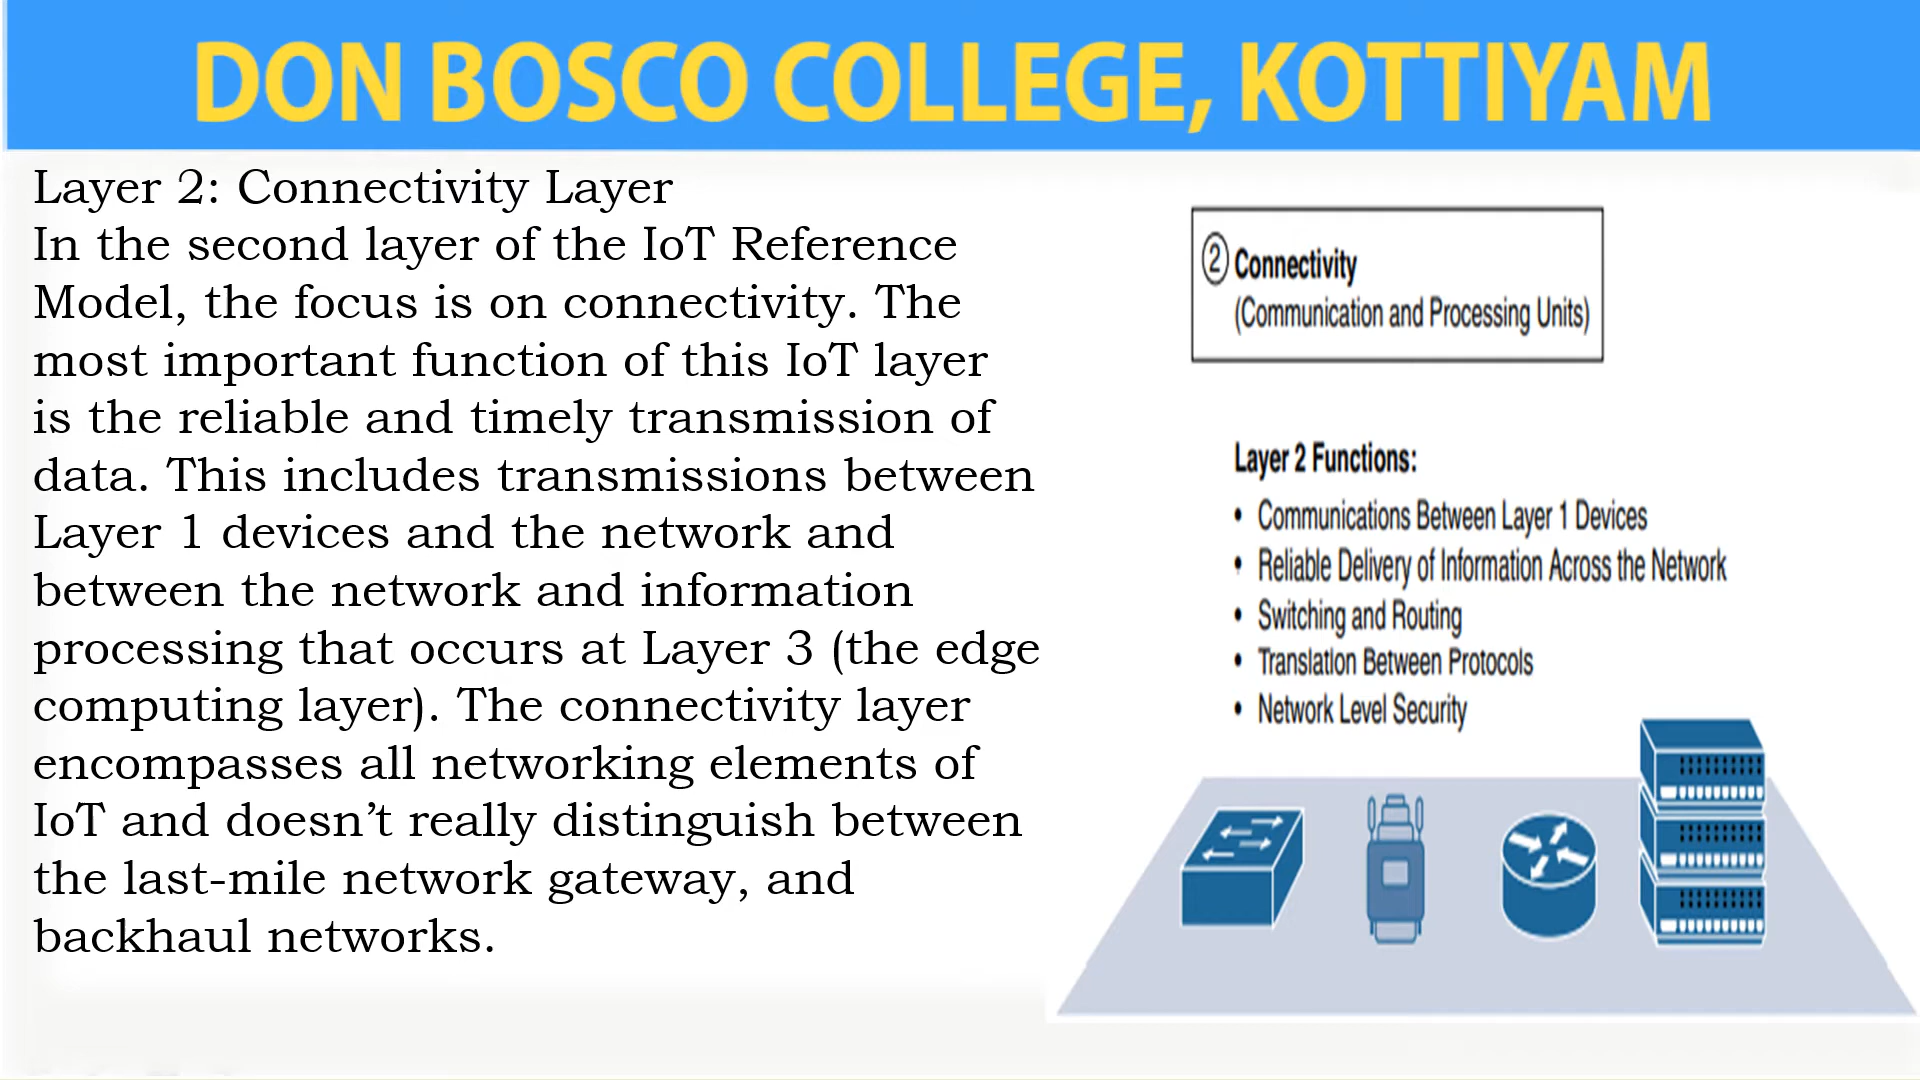 DON BOSCO COLLEGE, KOTTIYAM
Layer 2: Connectivity Layer
In the second layer of the IoT Reference
Model, the focus is on connectivity. The
most important function of this IoT layer
is the reliable and timely transmission of
data. This includes transmissions between
Layer 1 devices and the network and
between the network and information
processing that occurs at Layer 3 (the edge
computing layer). The connectivity layer
encompasses all networking elements of
IoT and doesn’t really distinguish between
the last-mile network gateway, and
backhaul networks.
② Connectivity
(Communication and Processing Units)
Layer 2 Functions:
• Communications Between Layer 1 Devices
• Reliable Delivery of Information Across the Network
• Switching and Routing
• Translation Between Protocols
• Network Level Security